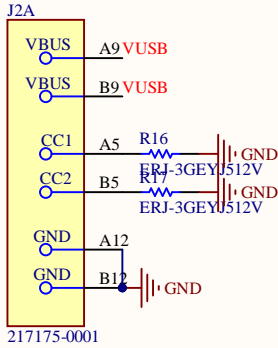 J2A
VBUS A9 VUSB
VBUS B9 VUSB
CC1 A5 R16 GND
ERJ-3GEYJ512V
CC2 B5 R17 GND
ERJ-3GEYJ512V
GND A12
GND B12 GND
217175-0001